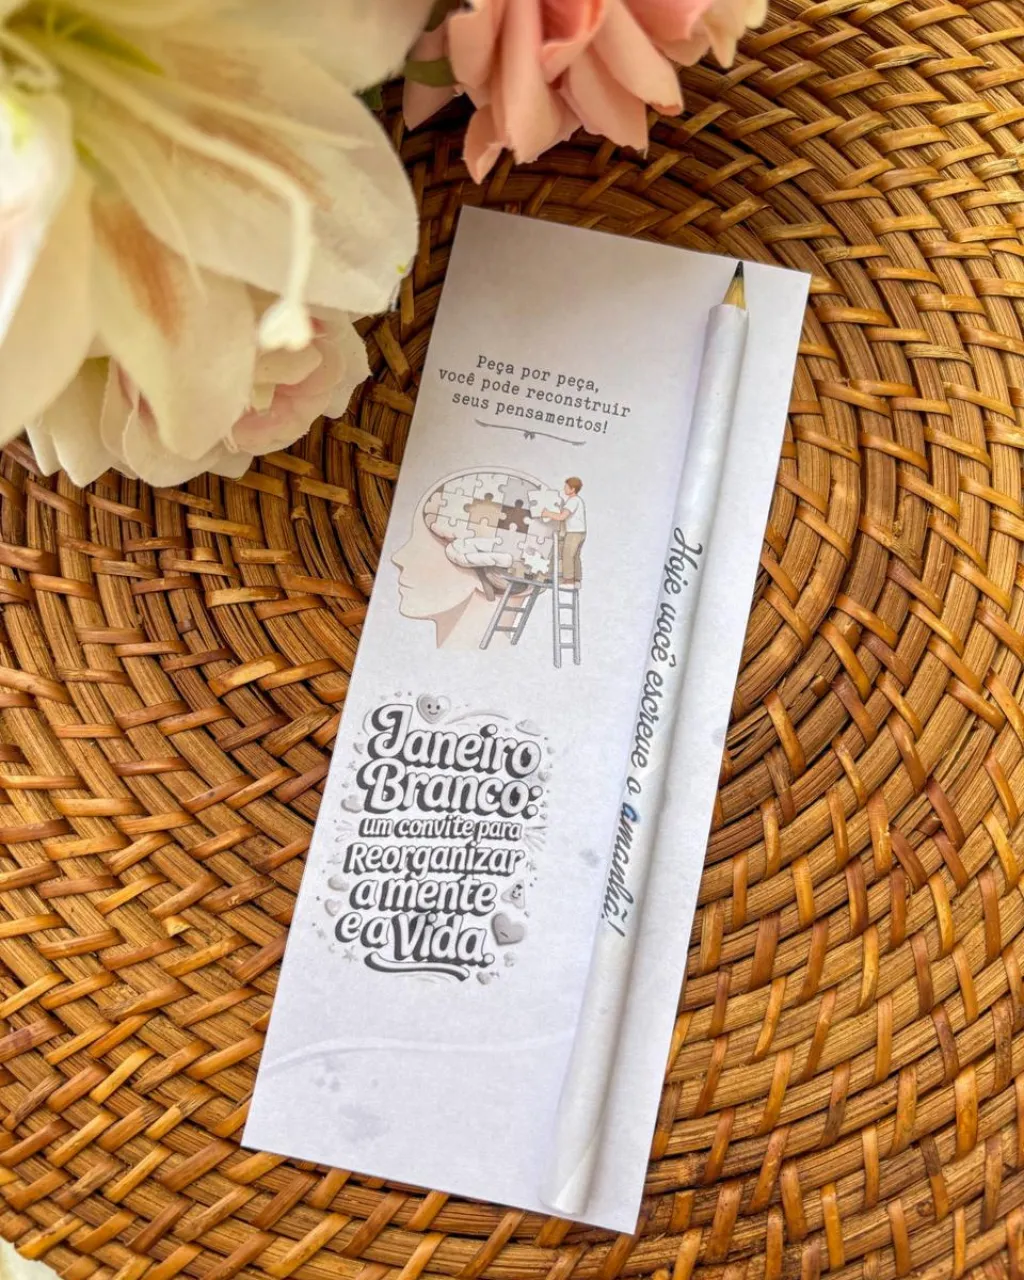 Peça por peça,
você pode reconstruir
seus pensamentos!
Janeiro
Branco:
um convite para
Reorganizar
a mente
e a Vida.
Hoje você escreve o amanhã!